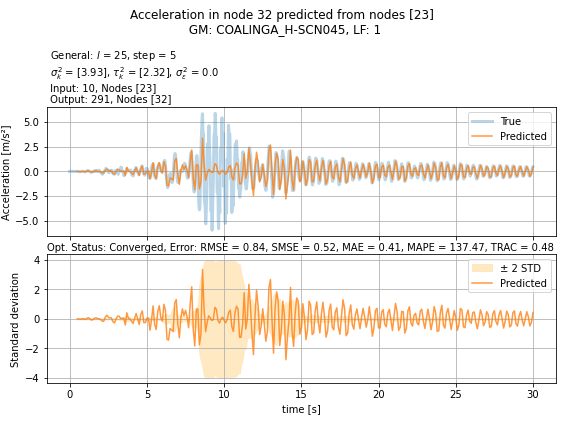 Acceleration in node 32 predicted from nodes [23]
GM: COALINGA_H-SCN045, LF: 1
General: l = 25, step = 5
σ²ₖ = [3.93], τ²ₖ = [2.32], σ²ε = 0.0
Input: 10, Nodes [23]
Output: 291, Nodes [32]
Acceleration [m/s²]
5.0
2.5
0.0
−2.5
−5.0
True
Predicted
Opt. Status: Converged, Error: RMSE = 0.84, SMSE = 0.52, MAE = 0.41, MAPE = 137.47, TRAC = 0.48
Standard deviation
4
2
0
−2
−4
± 2 STD
Predicted
0 5 10 15 20 25 30
time [s]